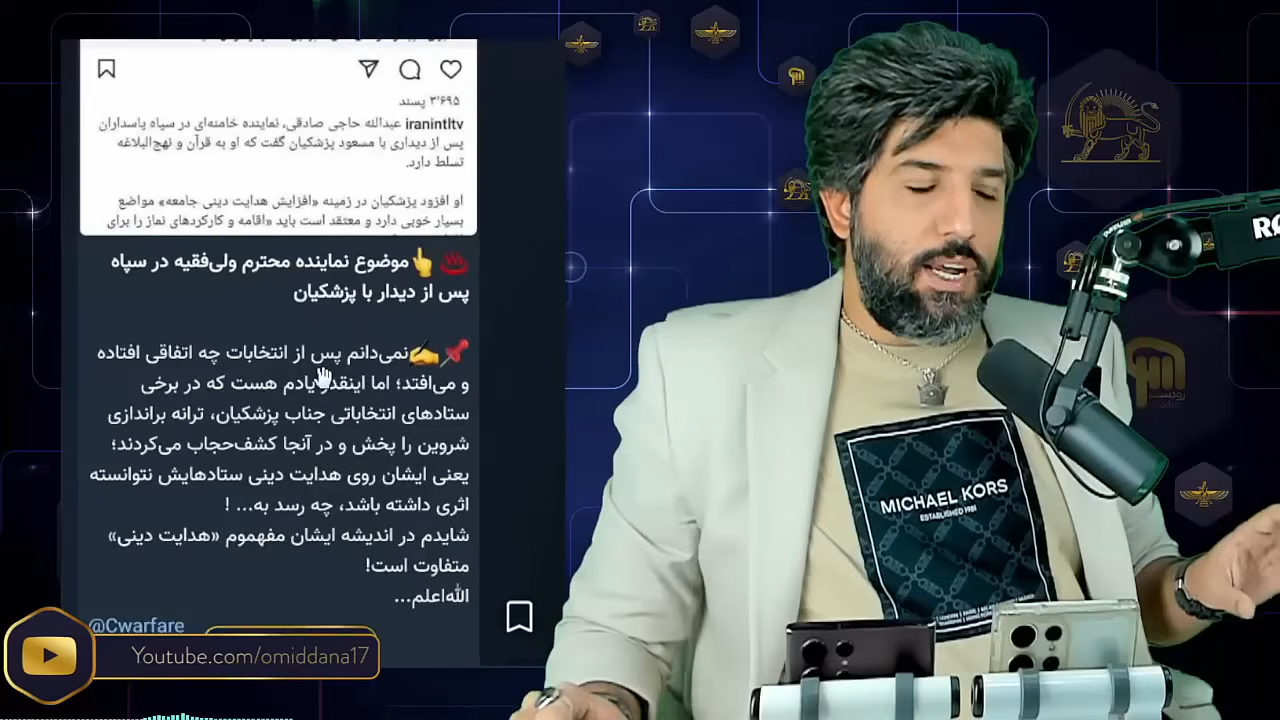 ۳٬۶۹۵ پسند
iranintltv عبدالله حاجی صادقی، نماینده خامنه‌ای در سپاه پاسداران
پس از دیداری با مسعود پزشکیان گفت که او به قرآن و نهج‌البلاغه
تسلط دارد.
او افزود پزشکیان در زمینه «افزایش هدایت دینی جامعه» مواضع
بسیار خوبی دارد و معتقد است باید «اقامه و کارکردهای نماز را برای
♨️👆موضوع نماینده محترم ولی‌فقیه در سپاه
پس از دیدار با پزشکیان
📌✍️نمی‌دانم پس از انتخابات چه اتفاقی افتاده
و می‌افتد؛ اما اینقدر یادم هست که در برخی
ستادهای انتخاباتی جناب پزشکیان، ترانه براندازی
شروین را پخش و در آنجا کشف‌حجاب می‌کردند؛
یعنی ایشان روی هدایت دینی ستادهایش نتوانسته
اثری داشته باشد، چه رسد به... !
شایدم در اندیشه ایشان مفهموم «هدایت دینی»
متفاوت است!
الله‌اعلم...
@Cwarfare
Youtube.com/omiddana17
MICHAEL KORS
ESTABLISHED 1981